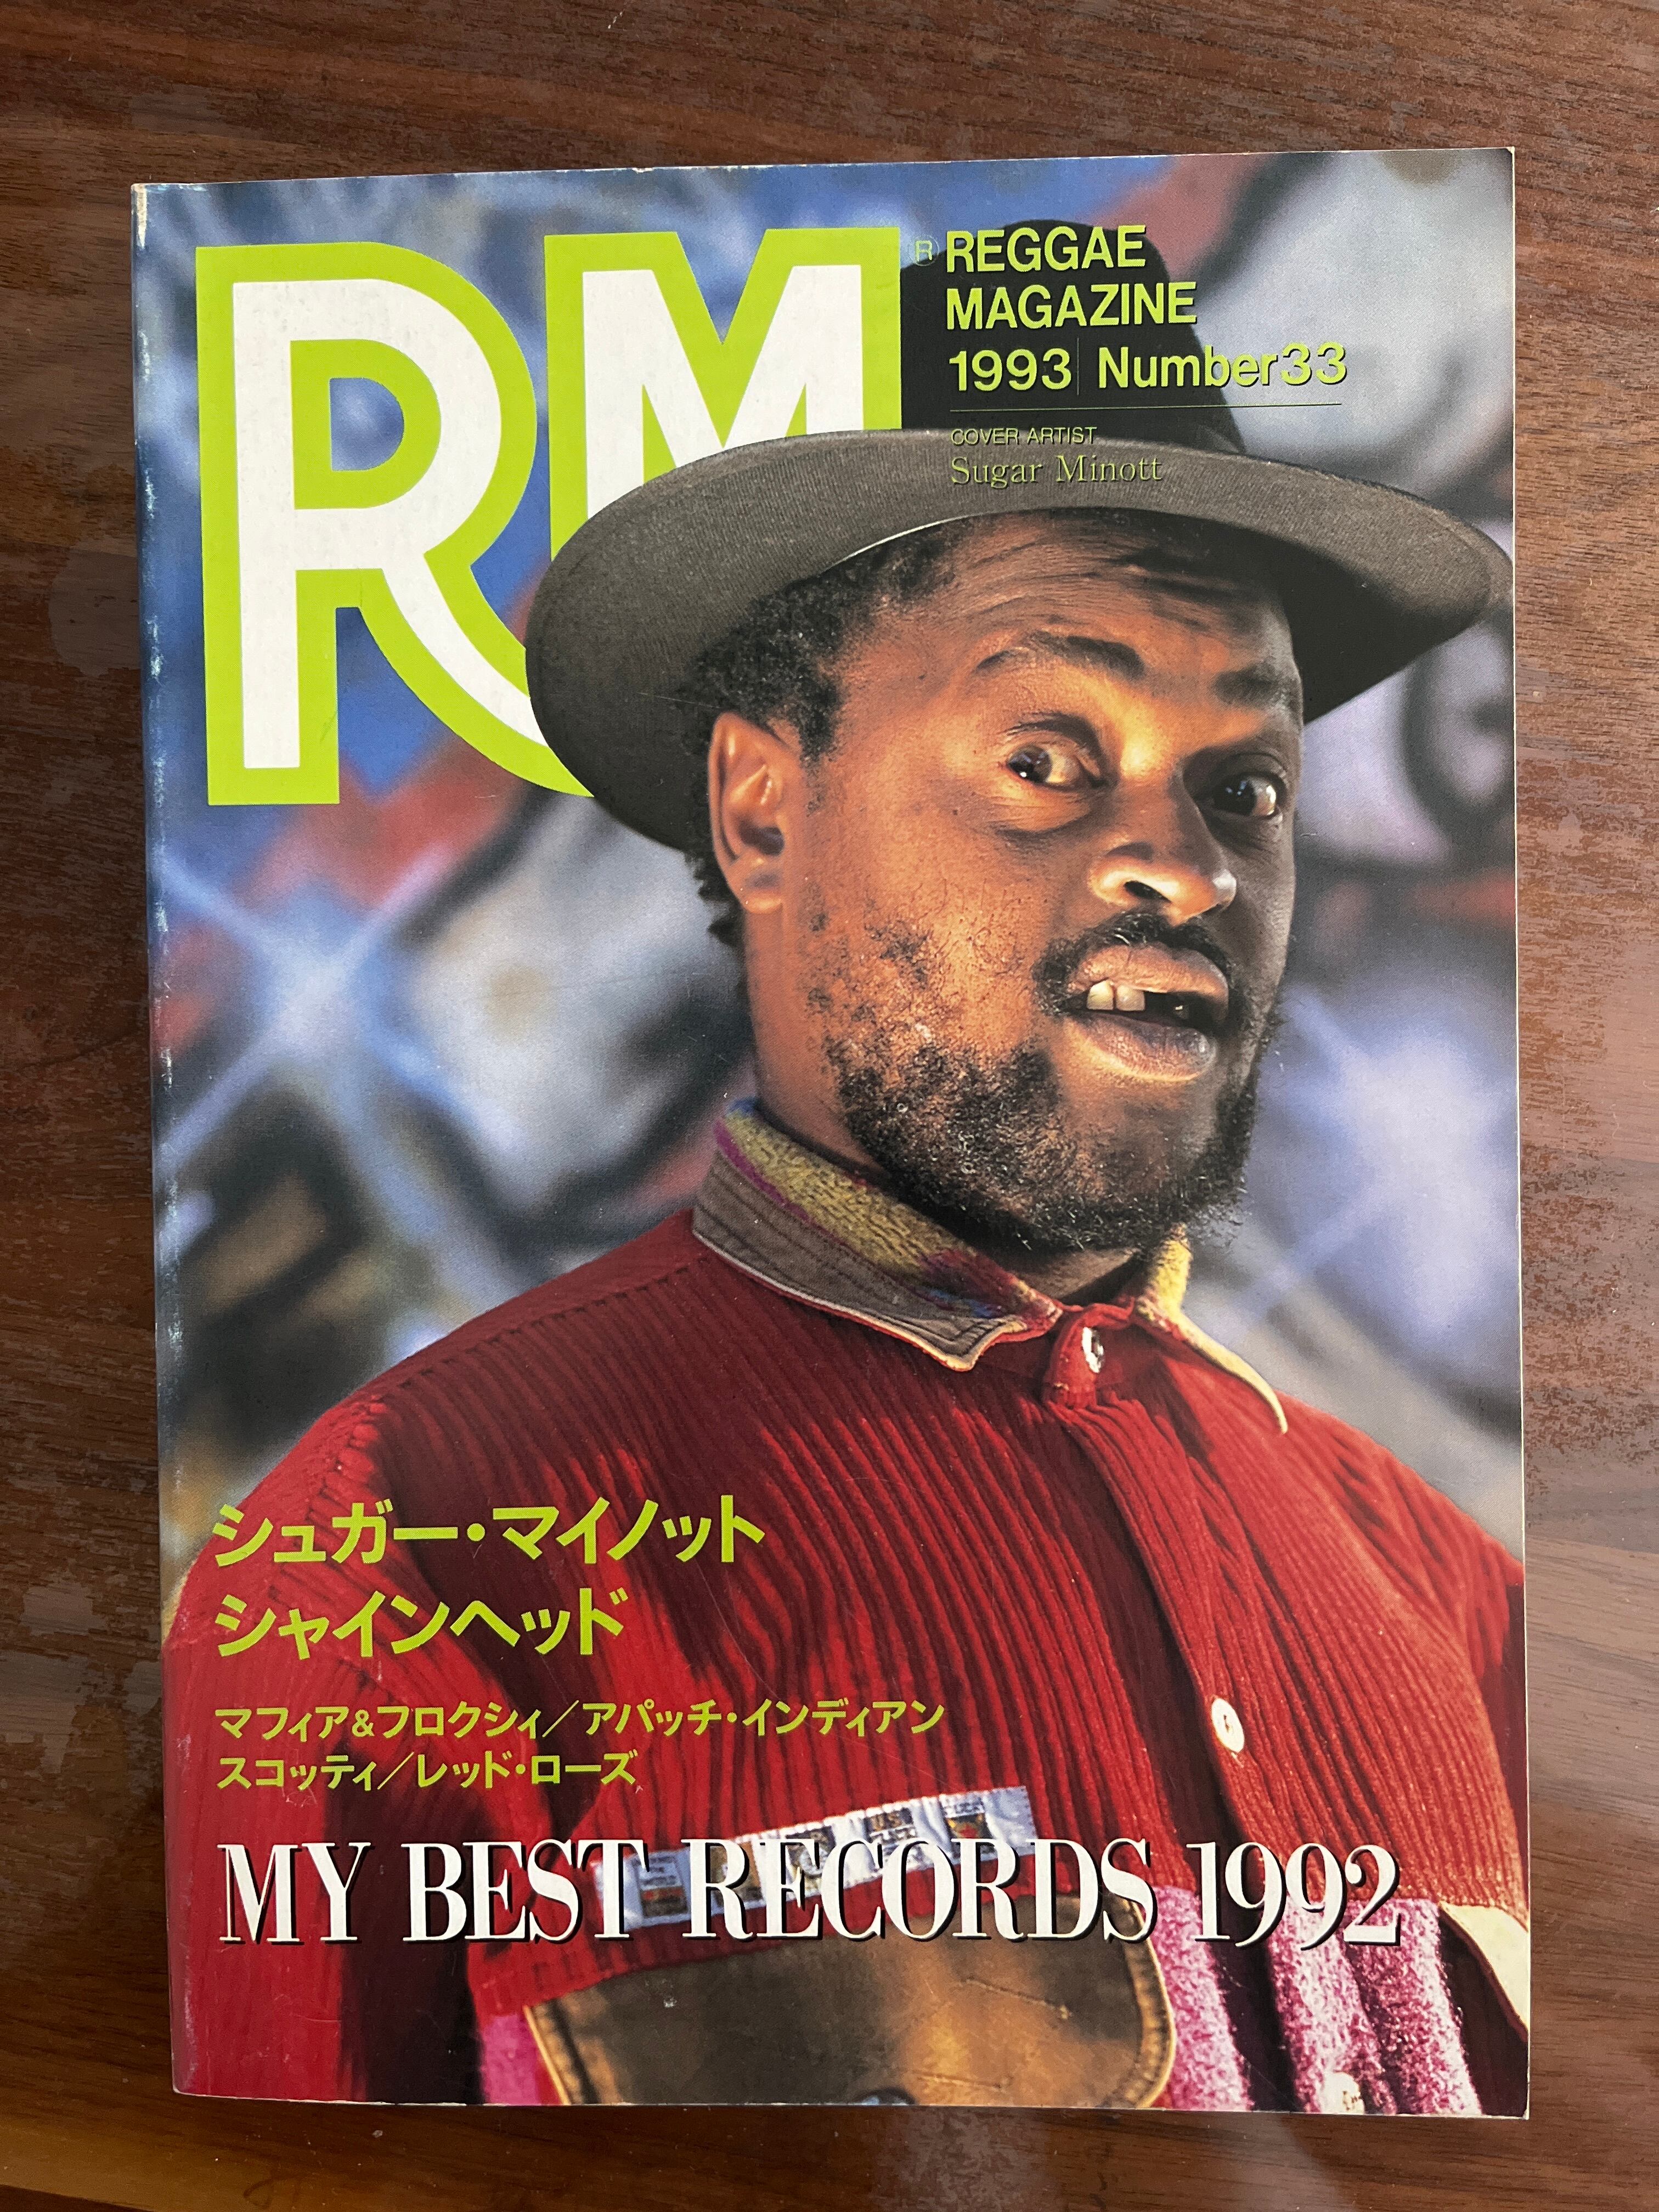 RM
® REGGAE
MAGAZINE
1993 | Number33
COVER ARTIST
Sugar Minott
シュガー・マイノット
シャインヘッド
マフィア&フロクシィ／アパッチ・インディアン
スコッティ／レッド・ローズ
MY BEST RECORDS 1992